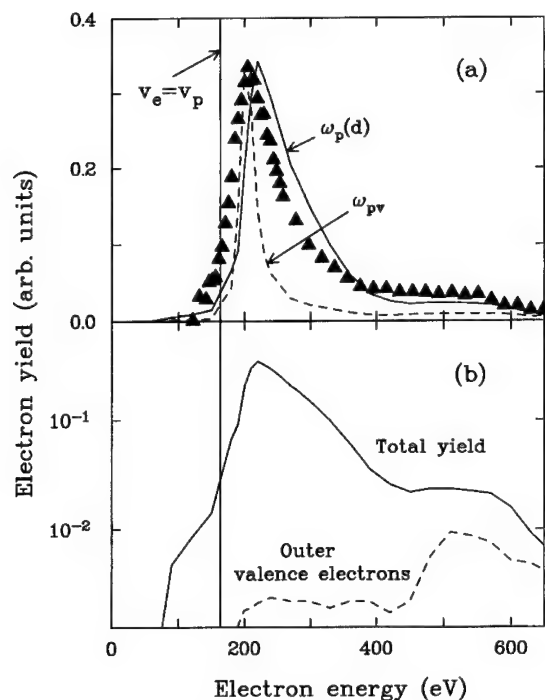 0.4
(a)
v_e=v_p
ω_p(d)
0.2
ω_pv
0.0
Electron yield (arb. units)
(b)
10^-1
Total yield
10^-2
Outer
valence electrons
0 200 400 600
Electron energy (eV)